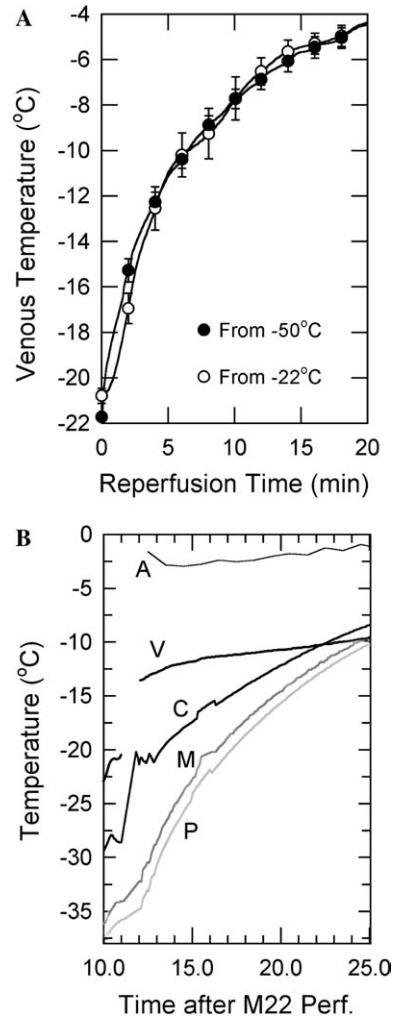 A
-4
-6
-8
-10
-12
-14
-16
-18
-20
-22
Venous Temperature (°C)
From -50°C
From -22°C
0 5 10 15 20
Reperfusion Time (min)
B
0
-5
-10
-15
-20
-25
-30
-35
Temperature (°C)
A
V
C
M
P
10.0 15.0 20.0 25.0
Time after M22 Perf.